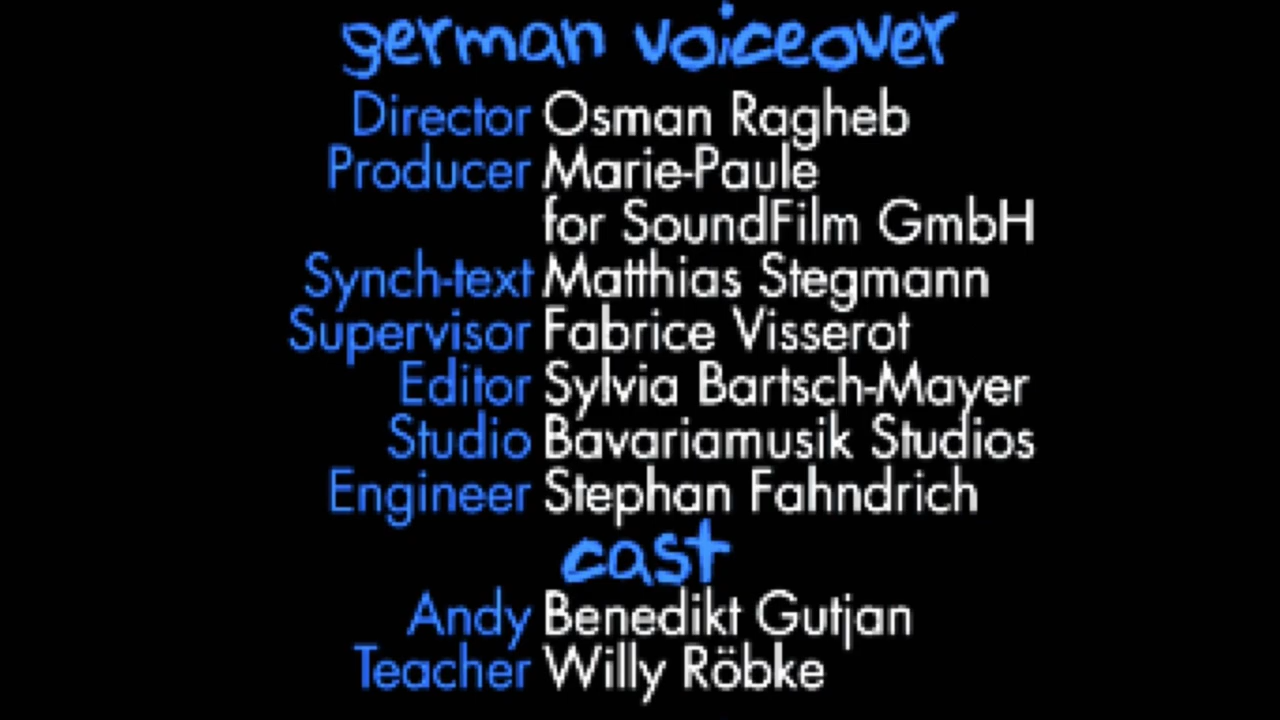 german voiceover
Director Osman Ragheb
Producer Marie-Paule
for SoundFilm GmbH
Synch-text Matthias Stegmann
Supervisor Fabrice Visserot
Editor Sylvia Bartsch-Mayer
Studio Bavariamusik Studios
Engineer Stephan Fahndrich
cast
Andy Benedikt Gutjan
Teacher Willy Röbke